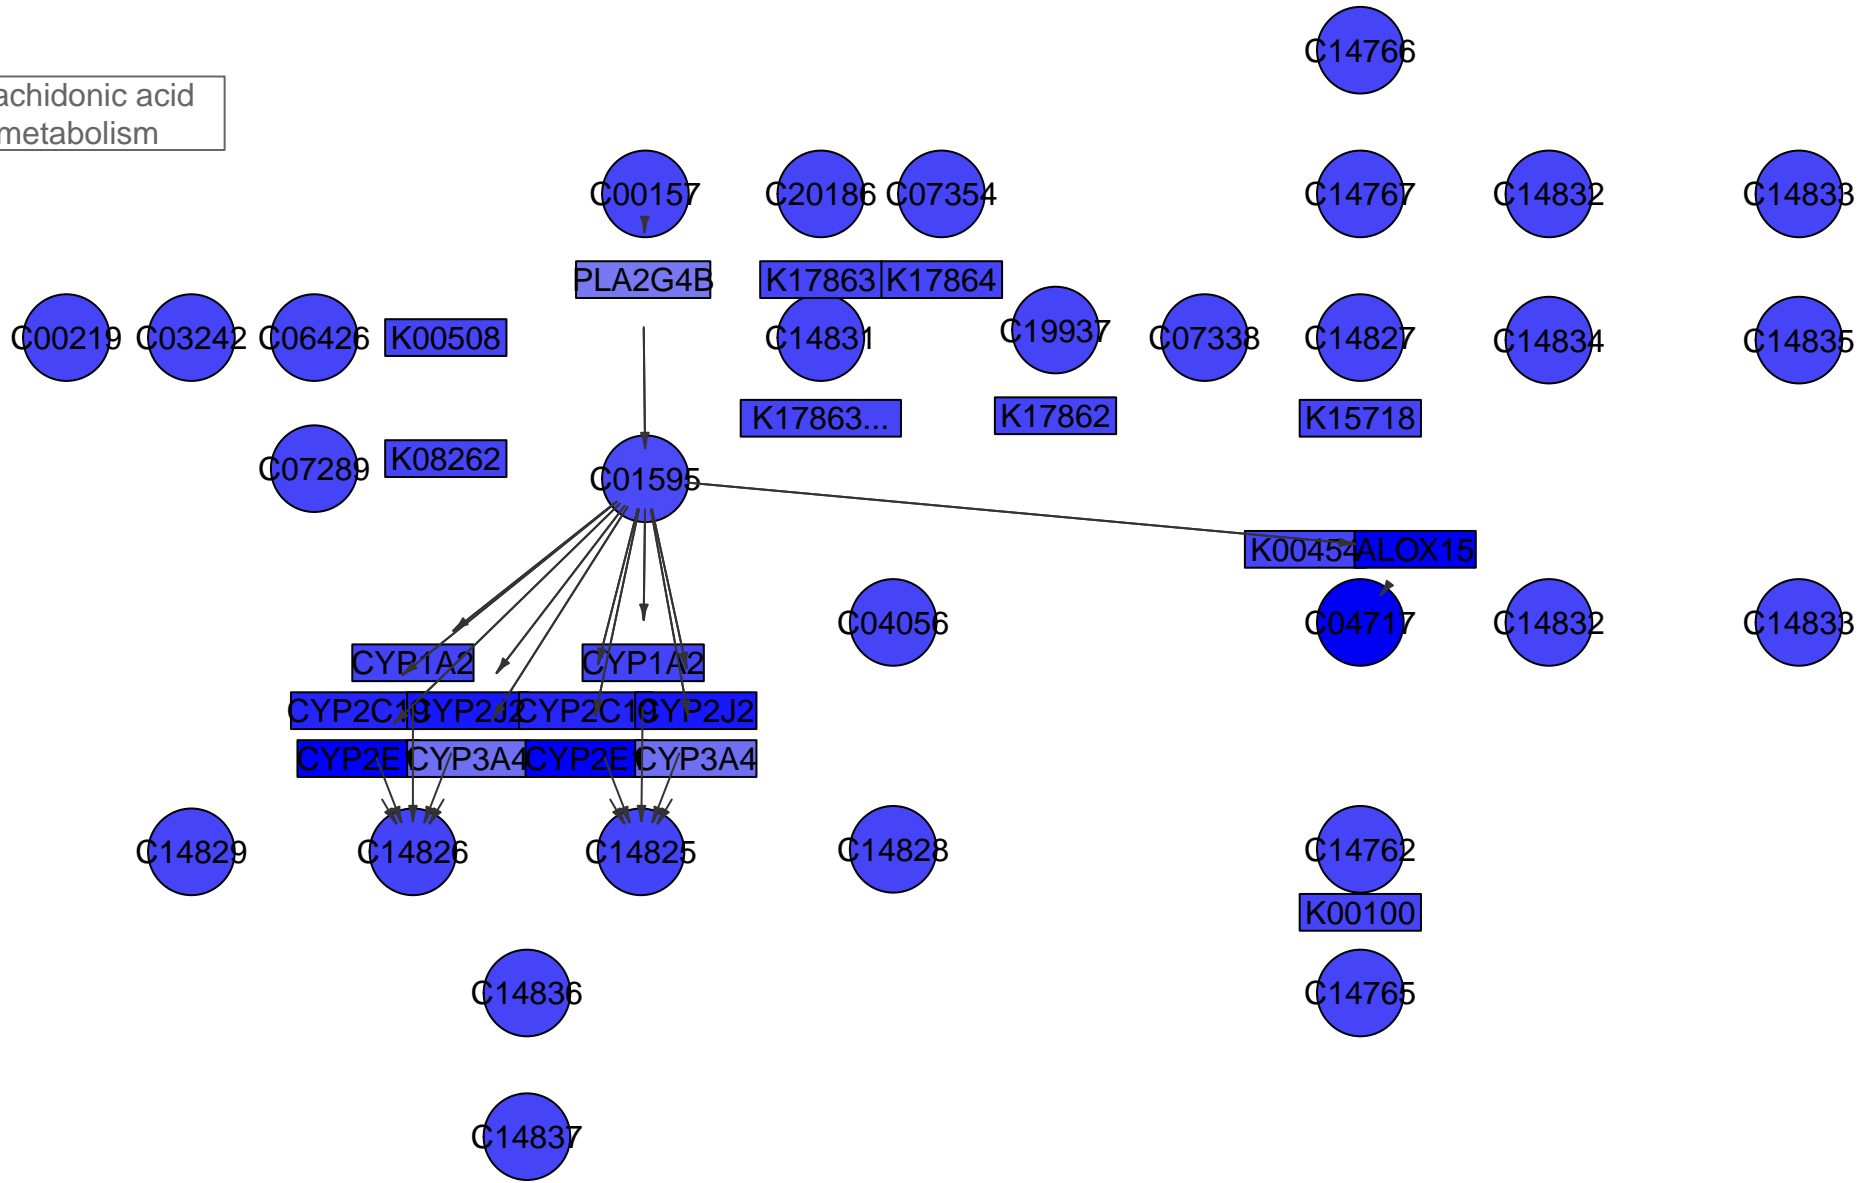 C14766
achidonic acid
metabolism
C00157
C20186
C07354
C14767
C14832
C14833
PLA2G4B
K17863
K17864
C00219
C03242
C06426
K00508
C14831
C19937
C07338
C14827
C14834
C14835
K17863...
K17862
K15718
C07289
K08262
C01595
K00454
ALOX15
C04056
C04717
C14832
C14833
CYP1A2
CYP1A2
CYP2C19
CYP2J2
CYP2C19
CYP2J2
CYP2E
CYP3A4
CYP2E
CYP3A4
C14829
C14826
C14825
C14828
C14762
K00100
C14836
C14765
C14837